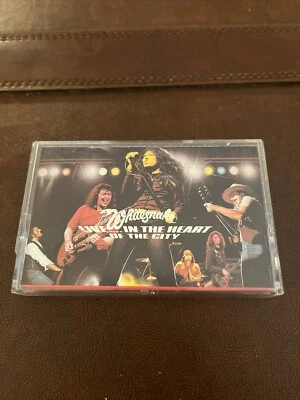 Whitesnake
LIVE... IN THE HEART
OF THE CITY